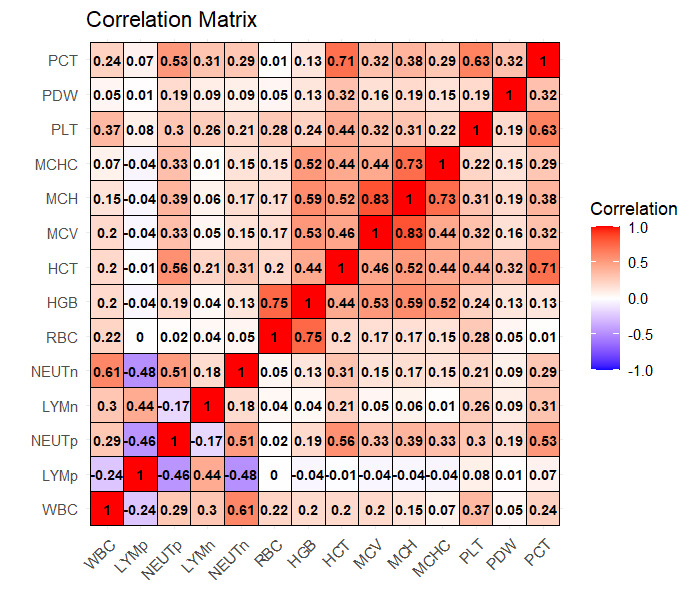 Correlation Matrix
PCT 0.24 0.07 0.53 0.31 0.29 0.01 0.13 0.71 0.32 0.38 0.29 0.63 0.32 1
PDW 0.05 0.01 0.19 0.09 0.09 0.05 0.13 0.32 0.16 0.19 0.15 0.19 1 0.32
PLT 0.37 0.08 0.3 0.26 0.21 0.28 0.24 0.44 0.32 0.31 0.22 1 0.19 0.63
MCHC 0.07 -0.04 0.33 0.01 0.15 0.15 0.52 0.44 0.44 0.73 1 0.22 0.15 0.29
MCH 0.15 -0.04 0.39 0.06 0.17 0.17 0.59 0.52 0.83 1 0.73 0.31 0.19 0.38
MCV 0.2 -0.04 0.33 0.05 0.15 0.17 0.53 0.46 1 0.83 0.44 0.32 0.16 0.32
HCT 0.2 -0.01 0.56 0.21 0.31 0.2 0.44 1 0.46 0.52 0.44 0.44 0.32 0.71
HGB 0.2 -0.04 0.19 0.04 0.13 0.75 1 0.44 0.53 0.59 0.52 0.24 0.13 0.13
RBC 0.22 0 0.02 0.04 0.05 1 0.75 0.2 0.17 0.17 0.15 0.28 0.05 0.01
NEUTn 0.61 -0.48 0.51 0.18 1 0.05 0.13 0.31 0.15 0.17 0.15 0.21 0.09 0.29
LYMn 0.3 0.44 -0.17 1 0.18 0.04 0.04 0.21 0.05 0.06 0.01 0.26 0.09 0.31
NEUTp 0.29 -0.46 1 -0.17 0.51 0.02 0.19 0.56 0.33 0.39 0.33 0.3 0.19 0.53
LYMp -0.24 1 -0.46 0.44 -0.48 0 -0.04 -0.01 -0.04 -0.04 -0.04 0.08 0.01 0.07
WBC 1 -0.24 0.29 0.3 0.61 0.22 0.2 0.2 0.2 0.15 0.07 0.37 0.05 0.24
WBC LYMp NEUTp LYMn NEUTn RBC HGB HCT MCV MCH MCHC PLT PDW PCT
Correlation
1.0
0.5
0.0
-0.5
-1.0